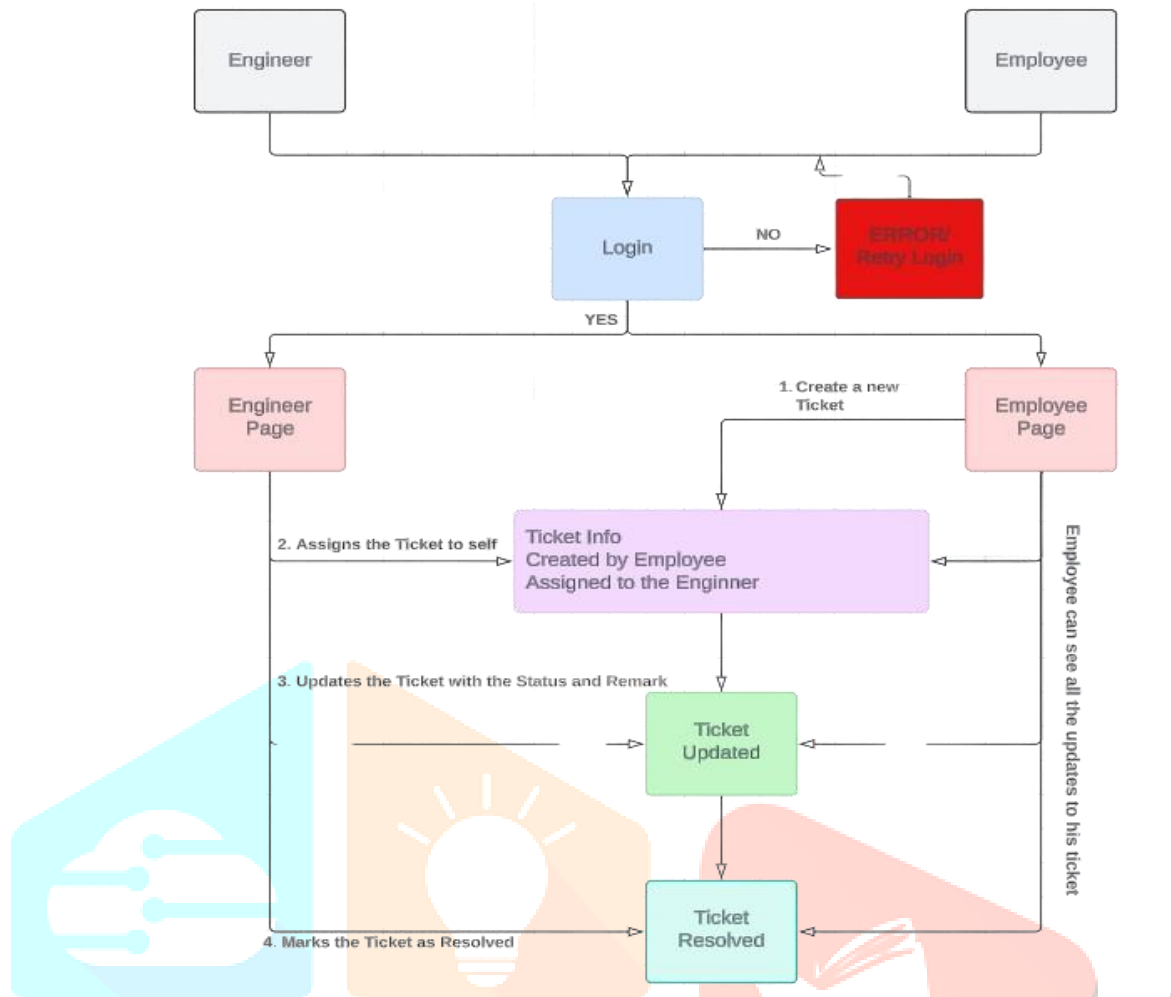 Engineer
Employee
Login
NO
ERROR/
Retry Login
YES
Engineer
Page
1. Create a new
Ticket
Employee
Page
2. Assigns the Ticket to self
Ticket Info
Created by Employee
Assigned to the Enginner
Employee can see all the updates to his ticket
3. Updates the Ticket with the Status and Remark
Ticket
Updated
Ticket
Resolved
4. Marks the Ticket as Resolved